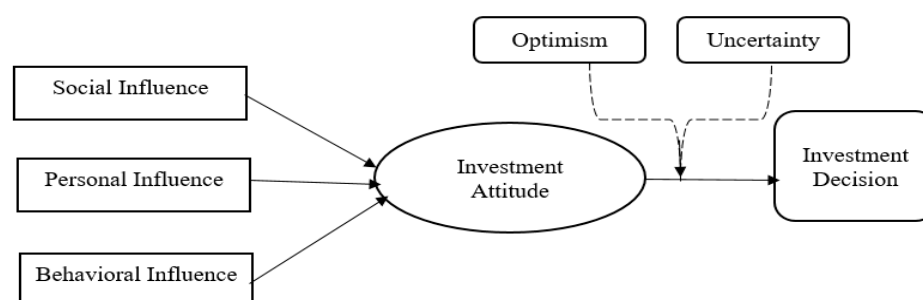 Optimism
Uncertainty
Social Influence
Personal Influence
Behavioral Influence
Investment
Attitude
Investment
Decision